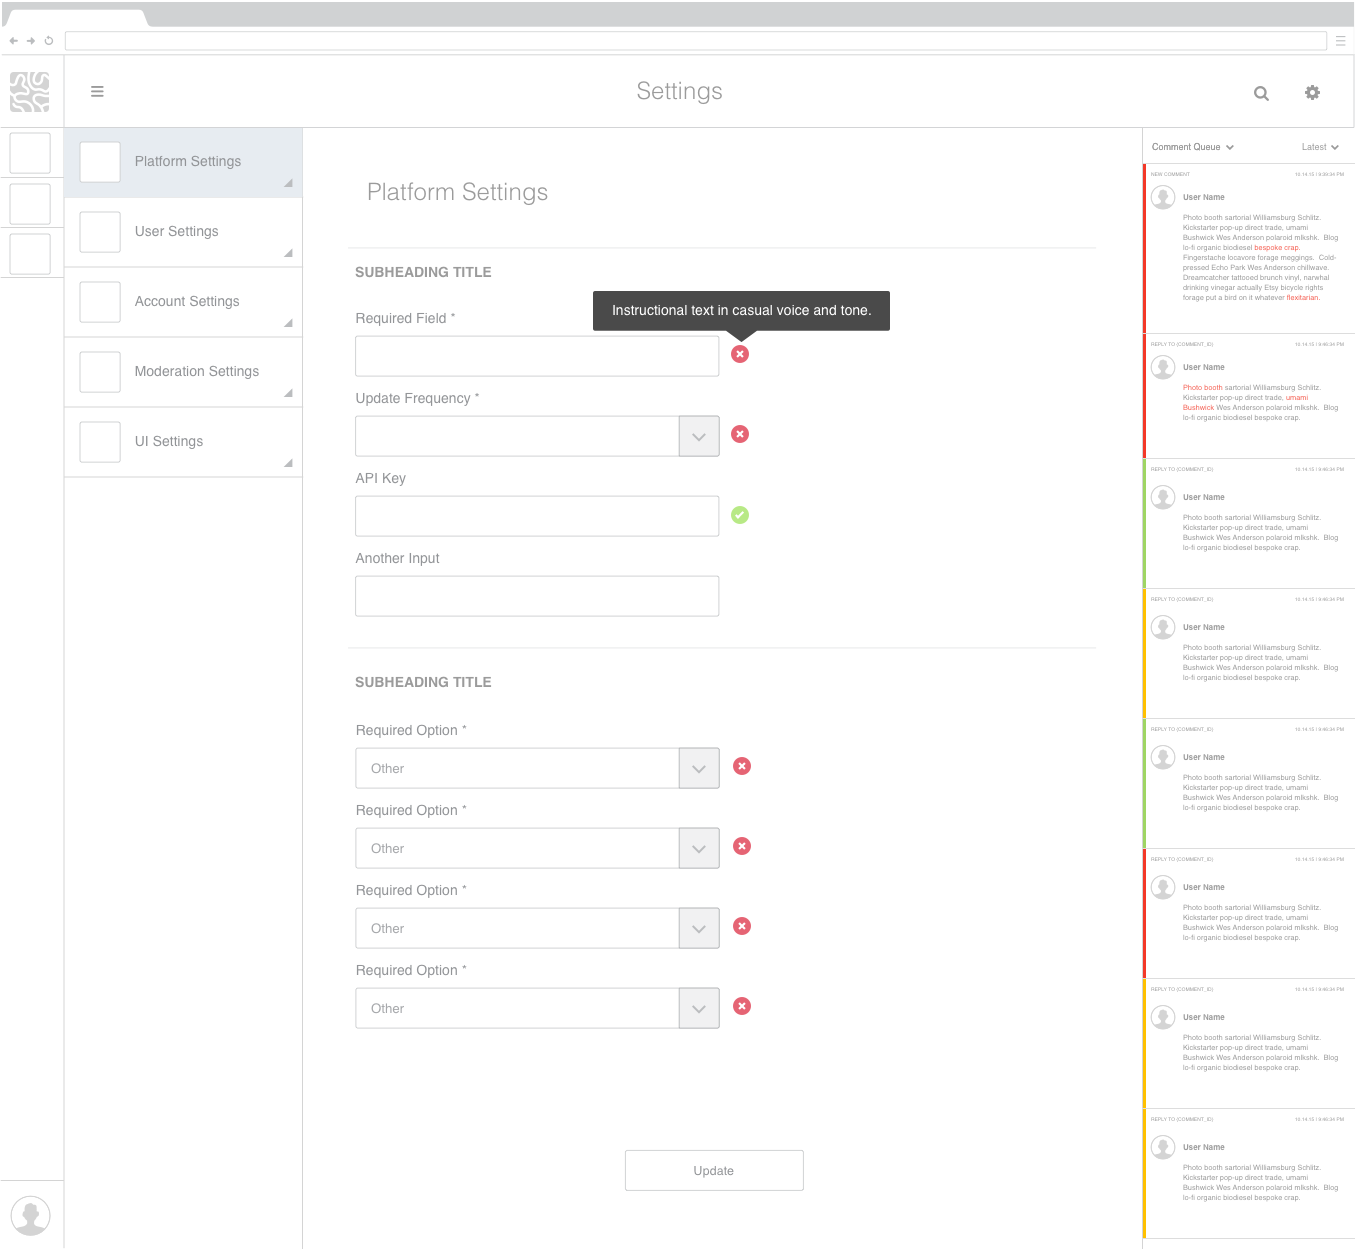 Settings
Platform Settings
User Settings
Account Settings
Moderation Settings
UI Settings
Platform Settings
SUBHEADING TITLE
Instructional text in casual voice and tone.
Required Field *
Update Frequency *
API Key
Another Input
SUBHEADING TITLE
Required Option *
Other
Required Option *
Other
Required Option *
Other
Required Option *
Other
Update
Comment Queue
Latest
NEW COMMENT
User Name
Photo booth sartorial Williamsburg Schlitz.
Kickstarter pop-up direct trade, umami
Bushwick Wes Anderson polaroid mlkshk. Blog
lo-fi organic biodiesel bespoke crap.
Fingerstache locavore forage meggings. Cold-
pressed Echo Park Wes Anderson chillwave.
Dreamcatcher tattooed brunch vinyl, narwhal
drinking vinegar actually Etsy bicycle rights
forage put a bird on it whatever flexitarian.
REPLY TO (COMMENT_ID)
User Name
Photo booth sartorial Williamsburg Schlitz.
Kickstarter pop-up direct trade, umami
Bushwick Wes Anderson polaroid mlkshk. Blog
lo-fi organic biodiesel bespoke crap.
REPLY TO (COMMENT_ID)
User Name
Photo booth sartorial Williamsburg Schlitz.
Kickstarter pop-up direct trade, umami
Bushwick Wes Anderson polaroid mlkshk. Blog
lo-fi organic biodiesel bespoke crap.
REPLY TO (COMMENT_ID)
User Name
Photo booth sartorial Williamsburg Schlitz.
Kickstarter pop-up direct trade, umami
Bushwick Wes Anderson polaroid mlkshk. Blog
lo-fi organic biodiesel bespoke crap.
REPLY TO (COMMENT_ID)
User Name
Photo booth sartorial Williamsburg Schlitz.
Kickstarter pop-up direct trade, umami
Bushwick Wes Anderson polaroid mlkshk. Blog
lo-fi organic biodiesel bespoke crap.
REPLY TO (COMMENT_ID)
User Name
Photo booth sartorial Williamsburg Schlitz.
Kickstarter pop-up direct trade, umami
Bushwick Wes Anderson polaroid mlkshk. Blog
lo-fi organic biodiesel bespoke crap.
REPLY TO (COMMENT_ID)
User Name
Photo booth sartorial Williamsburg Schlitz.
Kickstarter pop-up direct trade, umami
Bushwick Wes Anderson polaroid mlkshk. Blog
lo-fi organic biodiesel bespoke crap.
REPLY TO (COMMENT_ID)
User Name
Photo booth sartorial Williamsburg Schlitz.
Kickstarter pop-up direct trade, umami
Bushwick Wes Anderson polaroid mlkshk. Blog
lo-fi organic biodiesel bespoke crap.